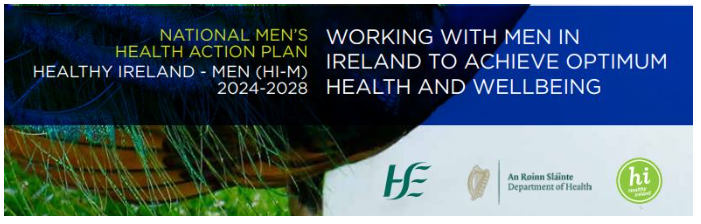 NATIONAL MEN'S
HEALTH ACTION PLAN
HEALTHY IRELAND - MEN (HI-M)
2024-2028
WORKING WITH MEN IN
IRELAND TO ACHIEVE OPTIMUM
HEALTH AND WELLBEING
HSE
An Roinn Sláinte
Department of Health
hi
Healthy
Ireland